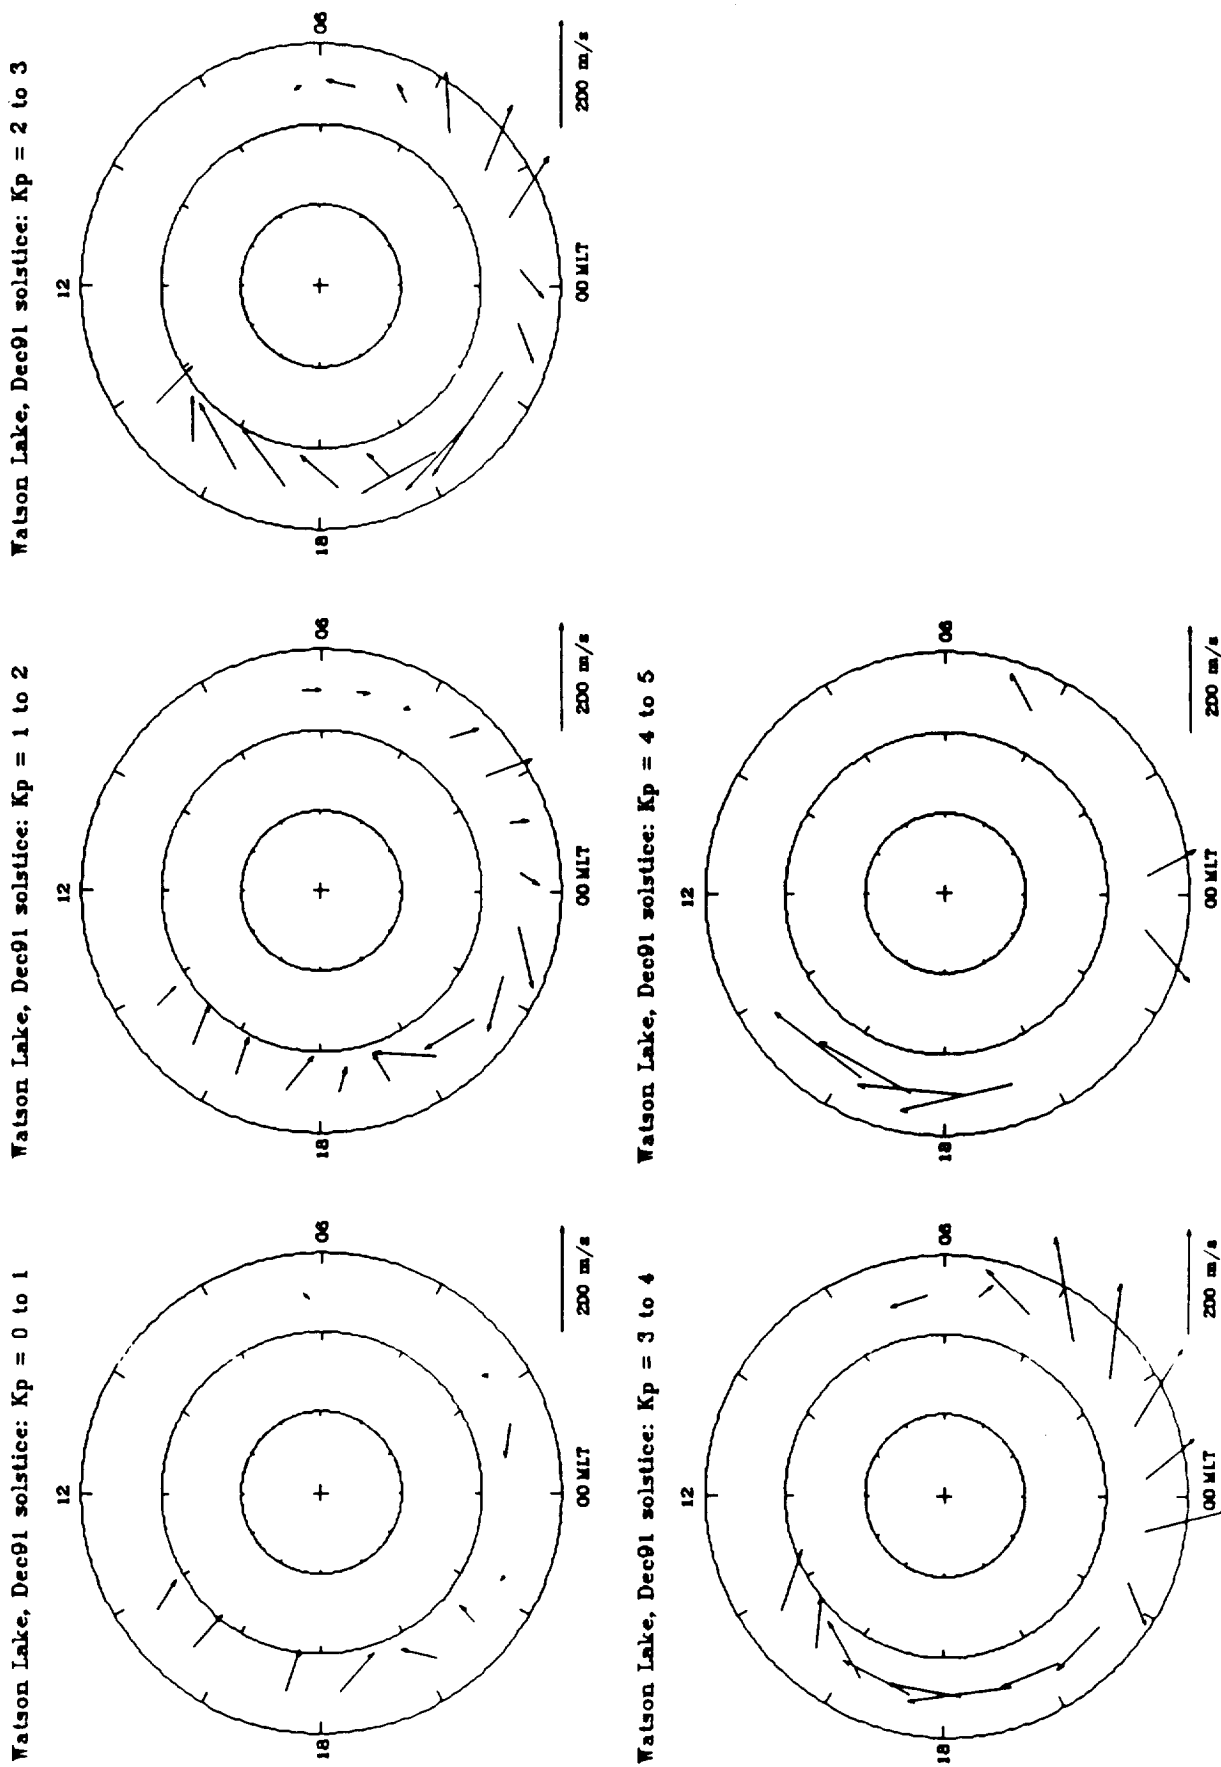 Watson Lake, Dec91 solstice: Kp = 0 to 1
12
18
06
00 MLT
200 m/s
Watson Lake, Dec91 solstice: Kp = 1 to 2
12
18
06
00 MLT
200 m/s
Watson Lake, Dec91 solstice: Kp = 2 to 3
12
18
06
00 MLT
200 m/s
Watson Lake, Dec91 solstice: Kp = 3 to 4
12
18
06
00 MLT
200 m/s
Watson Lake, Dec91 solstice: Kp = 4 to 5
12
18
06
00 MLT
200 m/s